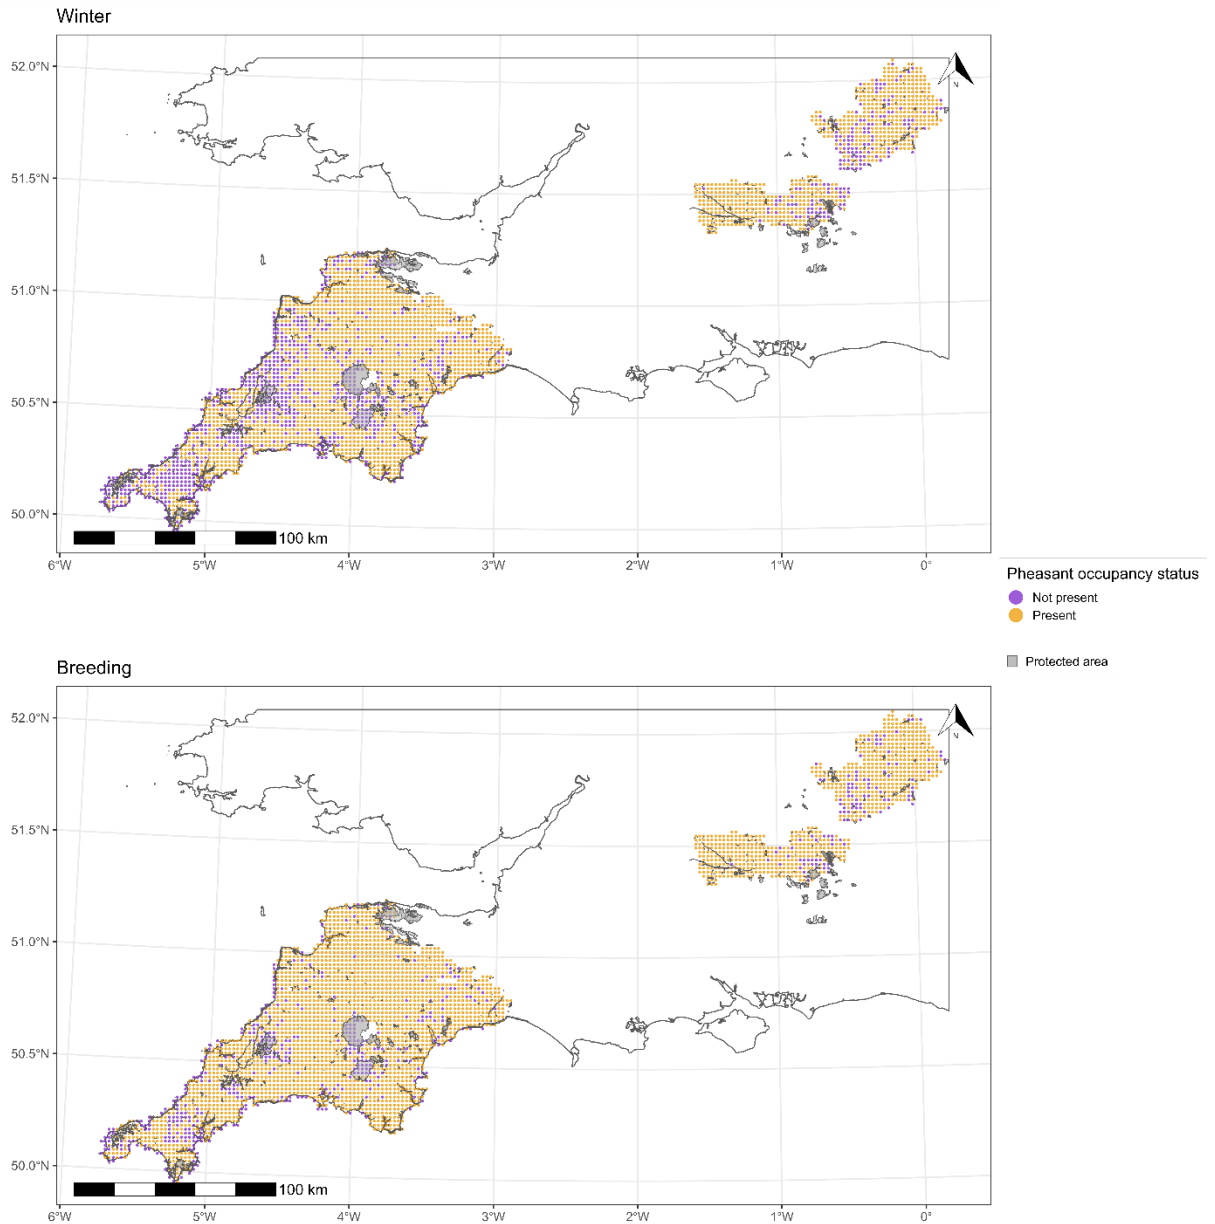 Winter
52.0°N
51.5°N
51.0°N
50.5°N
50.0°N
N
100 km
6°W 5°W 4°W 3°W 2°W 1°W 0°
Pheasant occupancy status
Not present
Present
Protected area
Breeding
52.0°N
51.5°N
51.0°N
50.5°N
50.0°N
N
100 km
6°W 5°W 4°W 3°W 2°W 1°W 0°